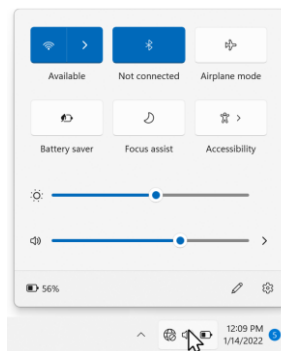 Available Not connected Airplane mode
Battery saver Focus assist Accessibility
56%
12:09 PM
1/14/2022
5